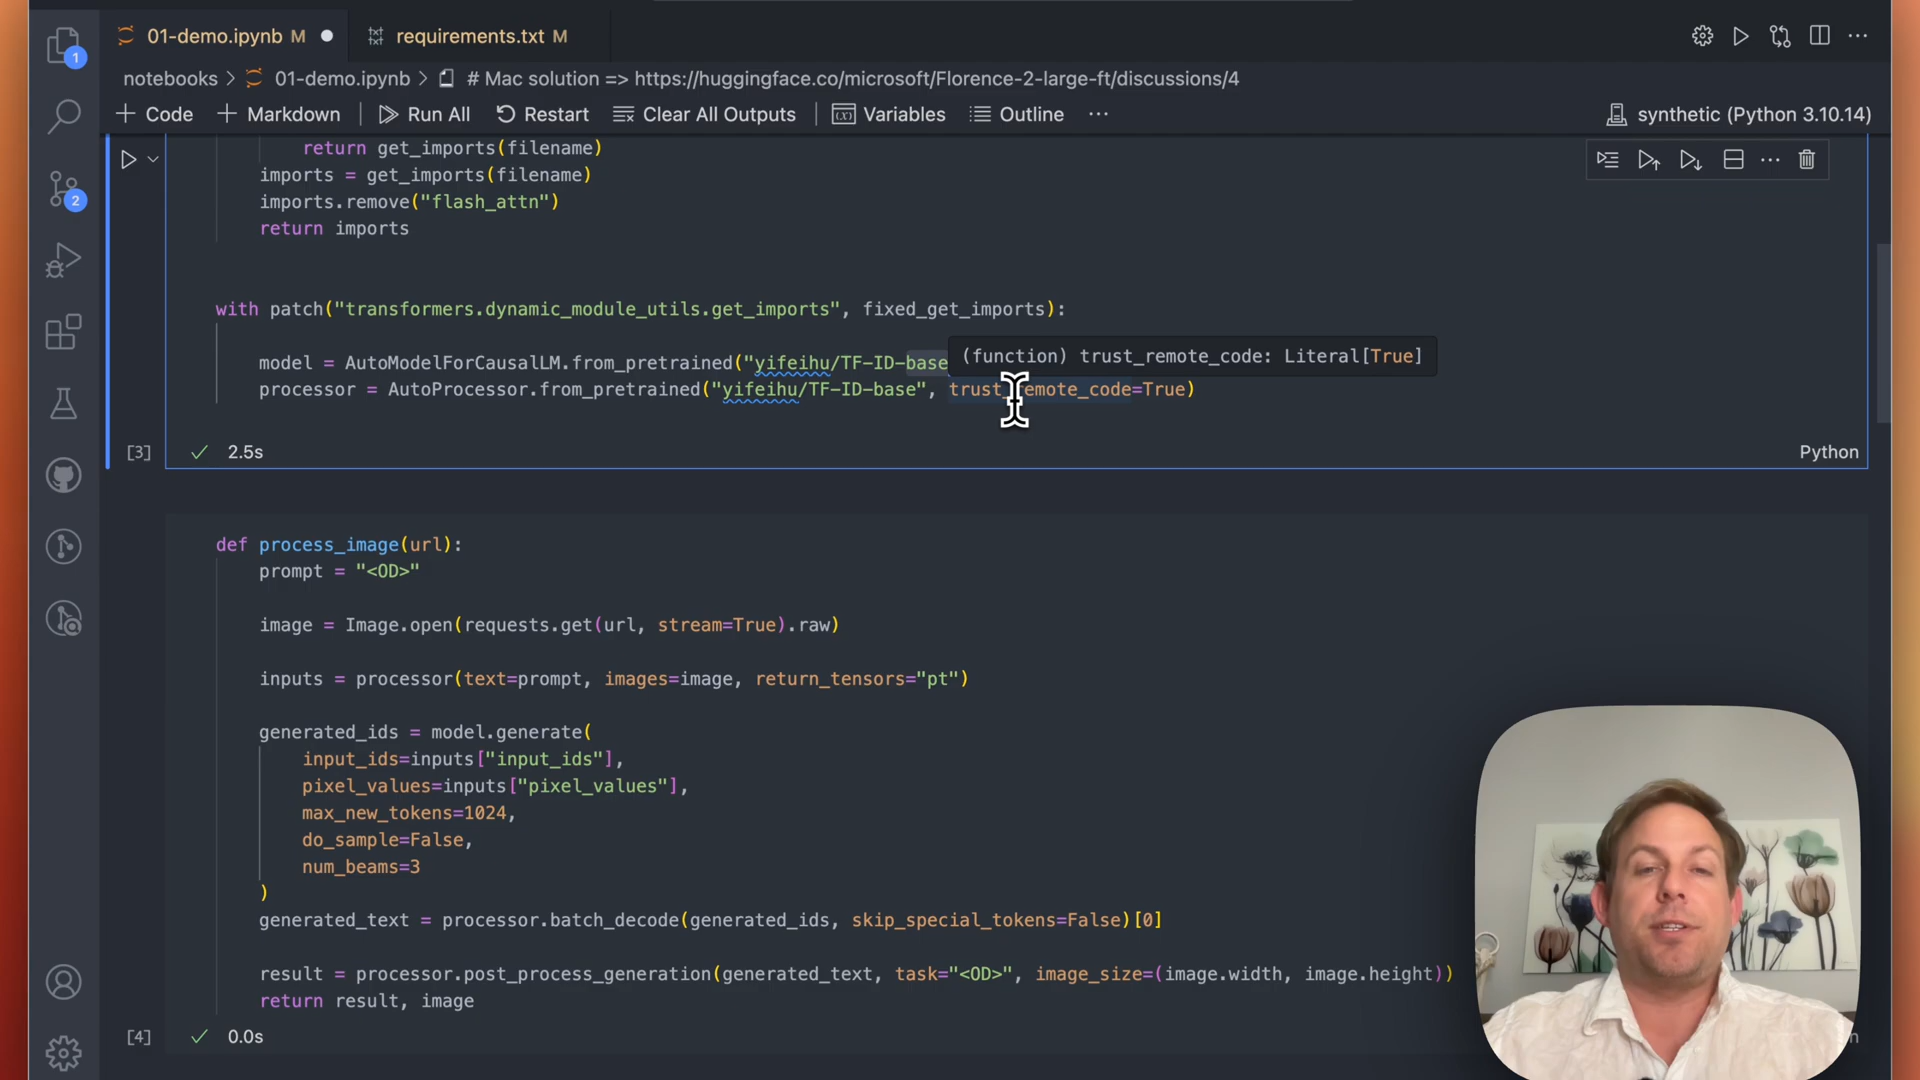 01-demo.ipynb M
requirements.txt M
1
notebooks > 01-demo.ipynb > # Mac solution => https://huggingface.co/microsoft/Florence-2-large-ft/discussions/4
+ Code + Markdown Run All Restart Clear All Outputs Variables Outline ... synthetic (Python 3.10.14)
return get_imports(filename)
imports = get_imports(filename)
2
imports.remove("flash_attn")
return imports
with patch("transformers.dynamic_module_utils.get_imports", fixed_get_imports):
(function) trust_remote_code: Literal[True]
model = AutoModelForCausalLM.from_pretrained("yifeihu/TF-ID-base
processor = AutoProcessor.from_pretrained("yifeihu/TF-ID-base", trust_remote_code=True)
[3] 2.5s Python
def process_image(url):
prompt = "<OD>"
image = Image.open(requests.get(url, stream=True).raw)
inputs = processor(text=prompt, images=image, return_tensors="pt")
generated_ids = model.generate(
input_ids=inputs["input_ids"],
pixel_values=inputs["pixel_values"],
max_new_tokens=1024,
do_sample=False,
num_beams=3
)
generated_text = processor.batch_decode(generated_ids, skip_special_tokens=False)[0]
result = processor.post_process_generation(generated_text, task="<OD>", image_size=(image.width, image.height))
return result, image
[4] 0.0s